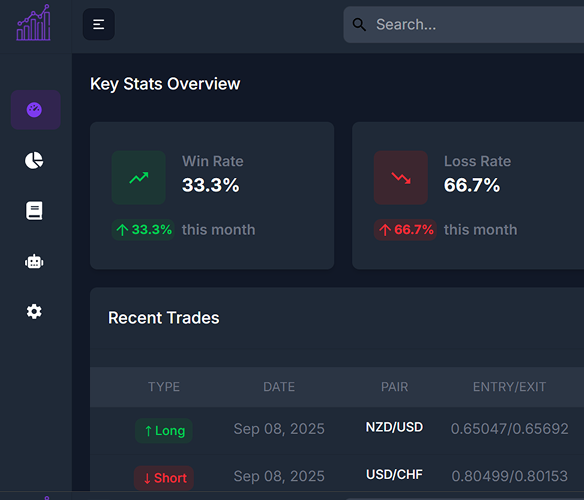 Search...
Key Stats Overview
Win Rate
33.3%
↑ 33.3% this month
Loss Rate
66.7%
↑ 66.7% this month
Recent Trades
TYPE DATE PAIR ENTRY/EXIT
↑ Long Sep 08, 2025 NZD/USD 0.65047/0.65692
↓ Short Sep 08, 2025 USD/CHF 0.80499/0.80153